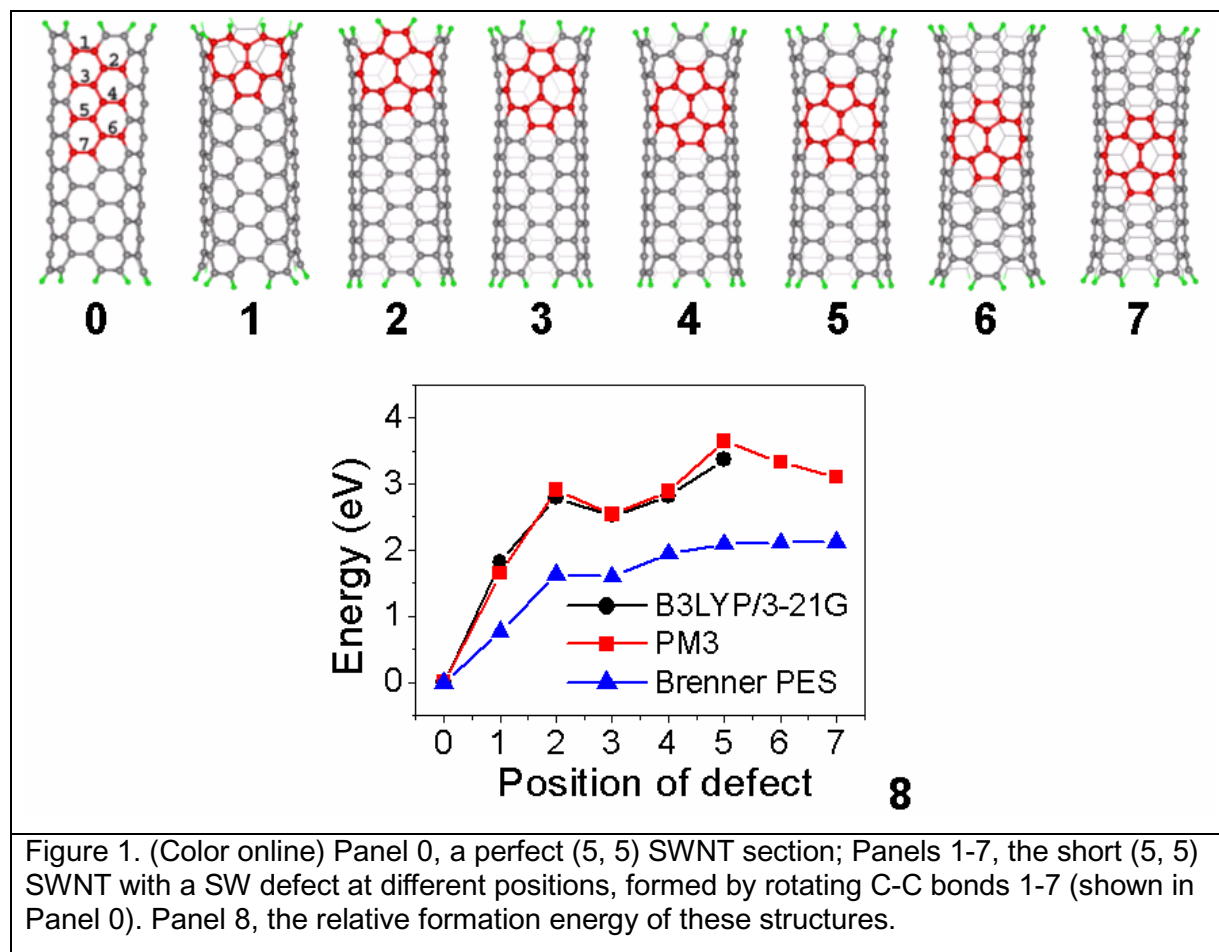 1
2
3
4
5
6
7
0 1 2 3 4 5 6 7
4
3
2
1
0
Energy (eV)
B3LYP/3-21G
PM3
Brenner PES
0 1 2 3 4 5 6 7
Position of defect
8
Figure 1. (Color online) Panel 0, a perfect (5, 5) SWNT section; Panels 1-7, the short (5, 5)
SWNT with a SW defect at different positions, formed by rotating C-C bonds 1-7 (shown in
Panel 0). Panel 8, the relative formation energy of these structures.